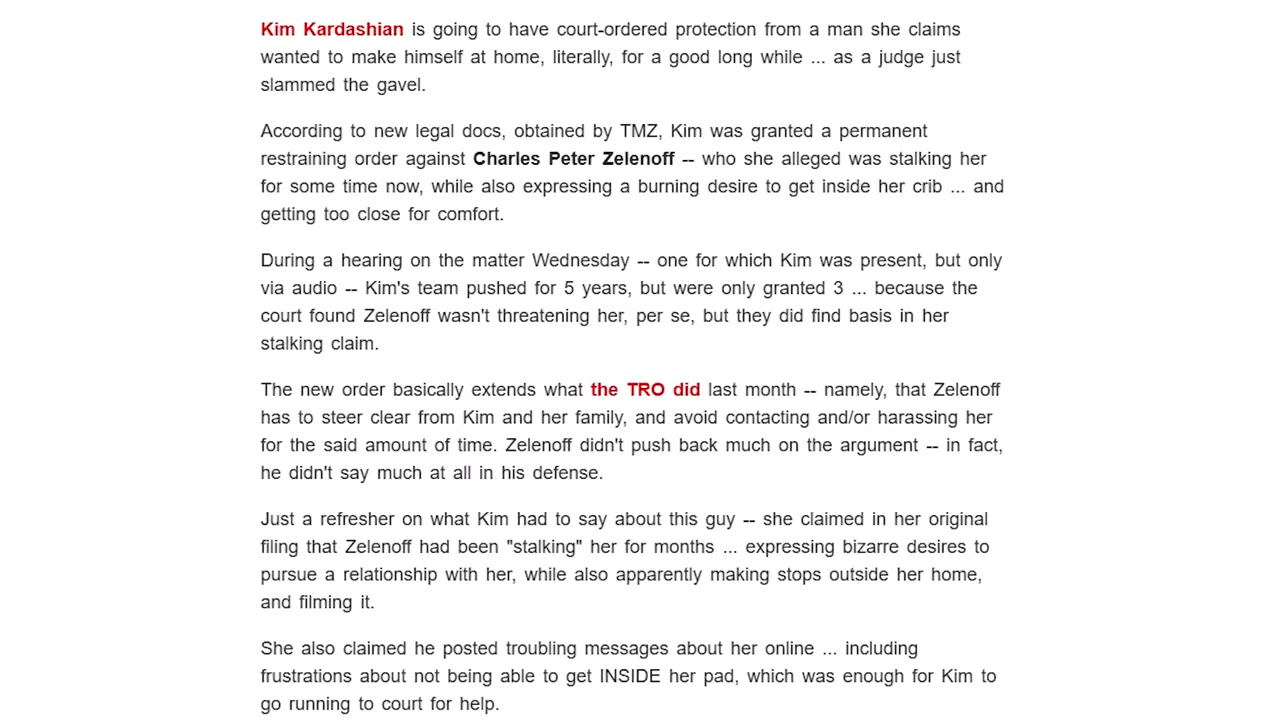 Kim Kardashian is going to have court-ordered protection from a man she claims
wanted to make himself at home, literally, for a good long while ... as a judge just
slammed the gavel.
According to new legal docs, obtained by TMZ, Kim was granted a permanent
restraining order against Charles Peter Zelenoff -- who she alleged was stalking her
for some time now, while also expressing a burning desire to get inside her crib ... and
getting too close for comfort.
During a hearing on the matter Wednesday -- one for which Kim was present, but only
via audio -- Kim's team pushed for 5 years, but were only granted 3 ... because the
court found Zelenoff wasn't threatening her, per se, but they did find basis in her
stalking claim.
The new order basically extends what the TRO did last month -- namely, that Zelenoff
has to steer clear from Kim and her family, and avoid contacting and/or harassing her
for the said amount of time. Zelenoff didn't push back much on the argument -- in fact,
he didn't say much at all in his defense.
Just a refresher on what Kim had to say about this guy -- she claimed in her original
filing that Zelenoff had been "stalking" her for months ... expressing bizarre desires to
pursue a relationship with her, while also apparently making stops outside her home,
and filming it.
She also claimed he posted troubling messages about her online ... including
frustrations about not being able to get INSIDE her pad, which was enough for Kim to
go running to court for help.